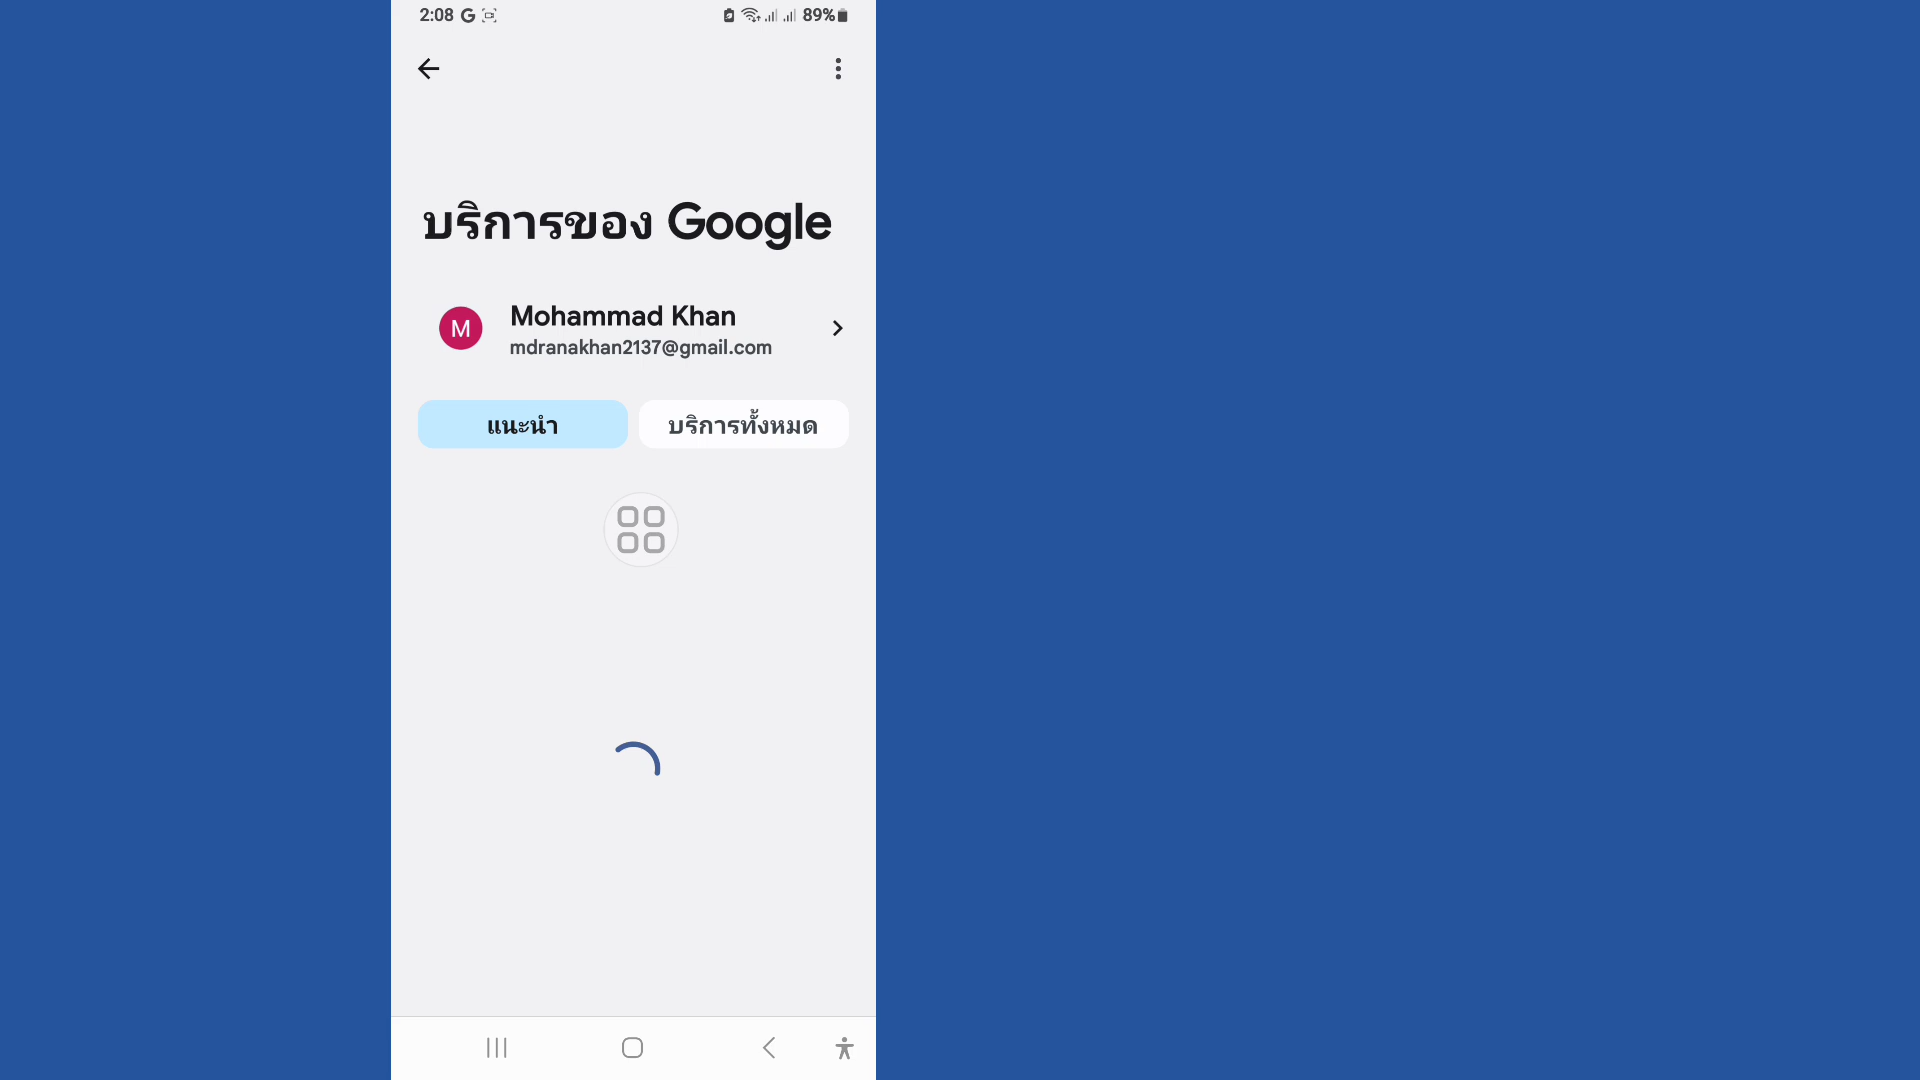 2:08 G 89%
บริการของ Google
M
Mohammad Khan
mdranakhan2137@gmail.com
แนะนำ
บริการทั้งหมด